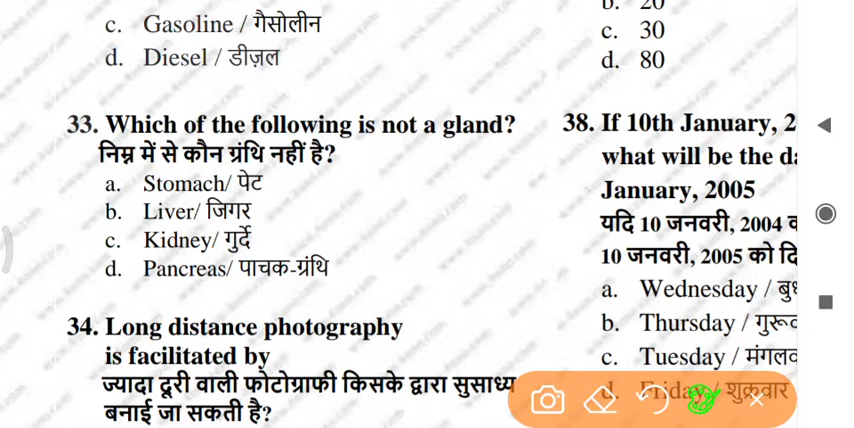 c. Gasoline / गैसोलीन
d. Diesel / डीज़ल
33. Which of the following is not a gland?
निम्न में से कौन ग्रंथि नहीं है?
a. Stomach/ पेट
b. Liver/ जिगर
c. Kidney/ गुर्दे
d. Pancreas/ पाचक-ग्रंथि
34. Long distance photography
is facilitated by
ज्यादा दूरी वाली फोटोग्राफी किसके द्वारा सुसाध्य
बनाई जा सकती है?
b. 20
c. 30
d. 80
38. If 10th January, 2
what will be the
January, 2005
यदि 10 जनवरी, 2004
10 जनवरी, 2005 को
a. Wednesday /
b. Thursday /
c. Tuesday /
d. Friday / शुक्रवार